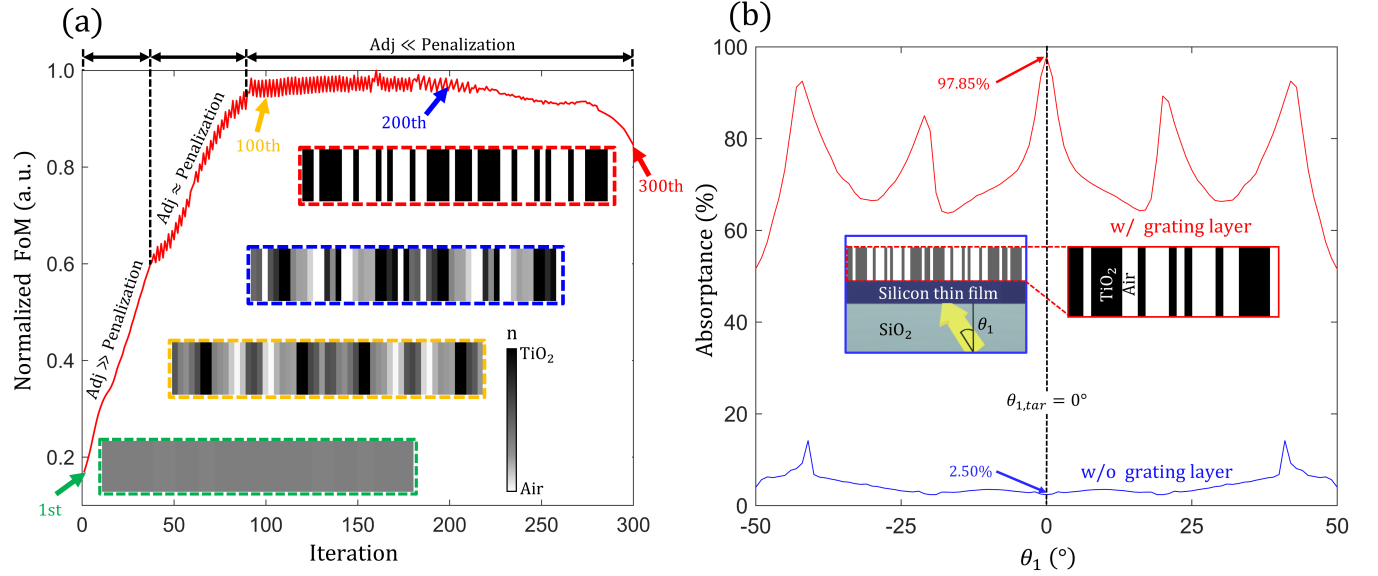 (a)
Adj ≪ Penalization
Adj ≈ Penalization
Adj ≫ Penalization
Normalized FoM (a. u.)
1.0
0.8
0.6
0.4
0.2
100th
200th
300th
1st
n
TiO₂
Air
0
50
100
150
200
250
300
Iteration
(b)
Absorptance (%)
100
80
60
40
20
0
97.85%
w/ grating layer
Silicon thin film
SiO₂
θ₁
TiO₂
Air
θ₁,tar = 0°
2.50%
w/o grating layer
-50
-25
0
25
50
θ₁ (°)